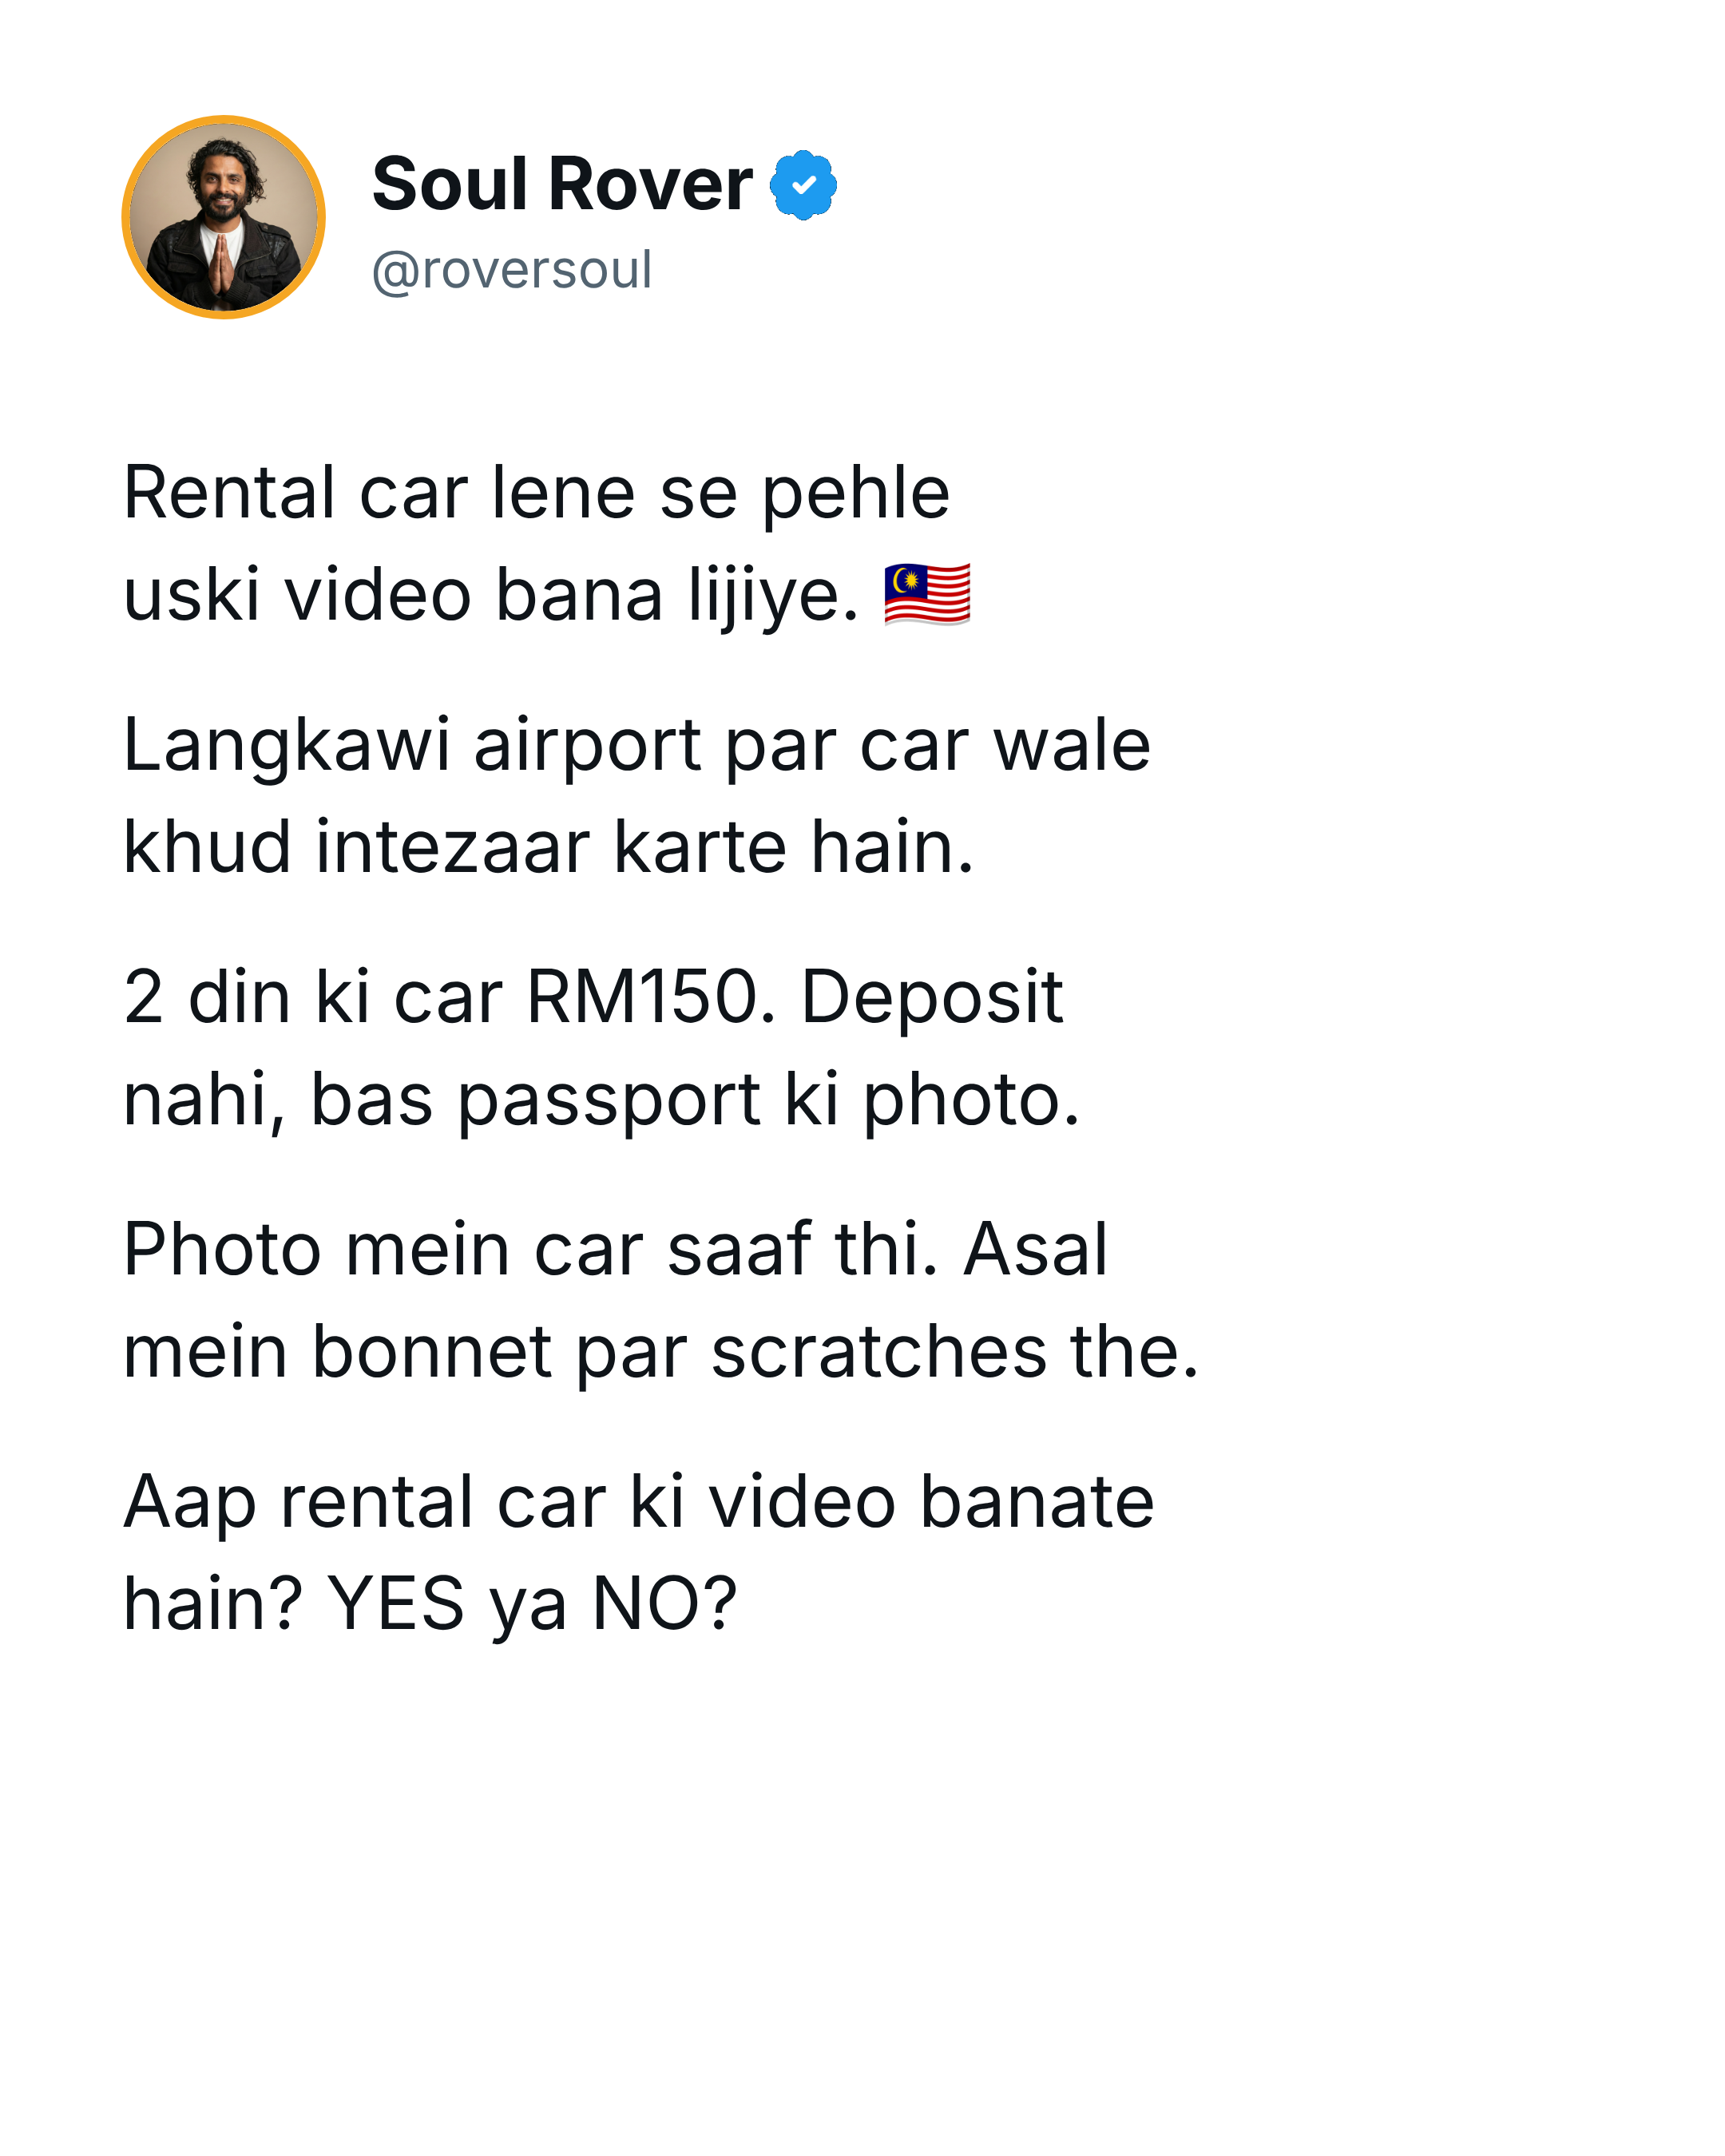 Soul Rover
@roversoul
Rental car lene se pehle
uski video bana lijiye. 🇲🇾
Langkawi airport par car wale
khud intezaar karte hain.
2 din ki car RM150. Deposit
nahi, bas passport ki photo.
Photo mein car saaf thi. Asal
mein bonnet par scratches the.
Aap rental car ki video banate
hain? YES ya NO?